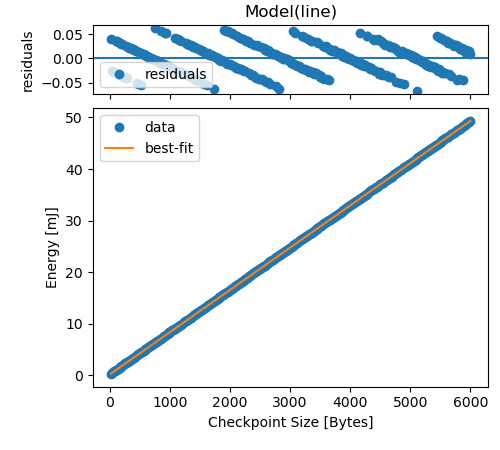 Model(line)
0.05
0.00
−0.05
residuals
residuals
50
40
30
20
10
0
Energy [mJ]
data
best-fit
0 1000 2000 3000 4000 5000 6000
Checkpoint Size [Bytes]